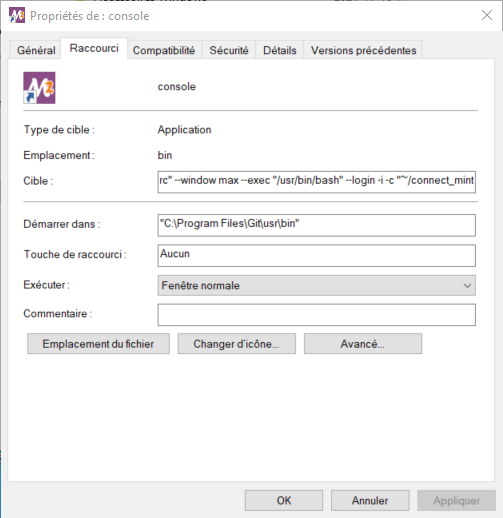 Propriétés de : console
Général Raccourci Compatibilité Sécurité Détails Versions précédentes
console
Type de cible : Application
Emplacement : bin
Cible : rc" --window max --exec "/usr/bin/bash" --login -i -c "~/connect_mint
Démarrer dans : "C:\Program Files\Git\usr\bin"
Touche de raccourci : Aucun
Exécuter : Fenêtre normale
Commentaire :
Emplacement du fichier Changer d'icône... Avancé...
OK Annuler Appliquer